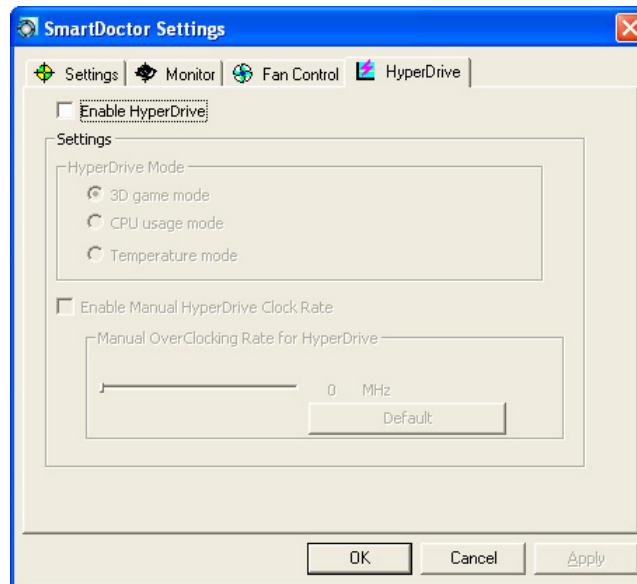 SmartDoctor Settings
Settings Monitor Fan Control HyperDrive
Enable HyperDrive
Settings
HyperDrive Mode
3D game mode
CPU usage mode
Temperature mode
Enable Manual HyperDrive Clock Rate
Manual OverClocking Rate for HyperDrive
0 MHz
Default
OK Cancel Apply